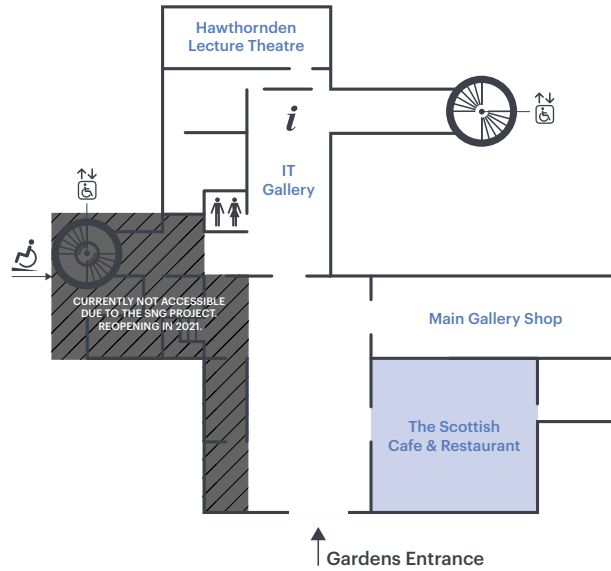 Hawthornden
Lecture Theatre
i
IT
Gallery
CURRENTLY NOT ACCESSIBLE
DUE TO THE SNG PROJECT.
REOPENING IN 2021.
Main Gallery Shop
The Scottish
Cafe & Restaurant
Gardens Entrance